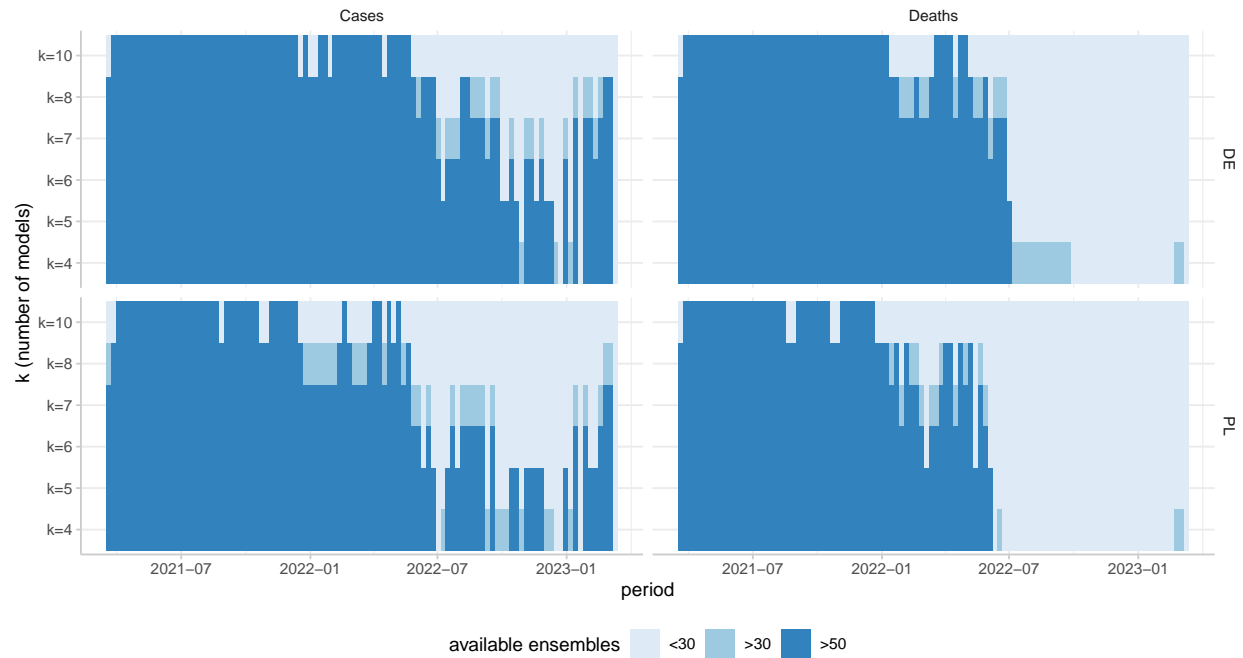 Cases Deaths
k=10
k=8
k=7
k=6
k=5
k=4
DE
k=10
k=8
k=7
k=6
k=5
k=4
PL
k (number of models)
2021−07 2022−01 2022−07 2023−01 2021−07 2022−01 2022−07 2023−01
period
available ensembles <30 >30 >50